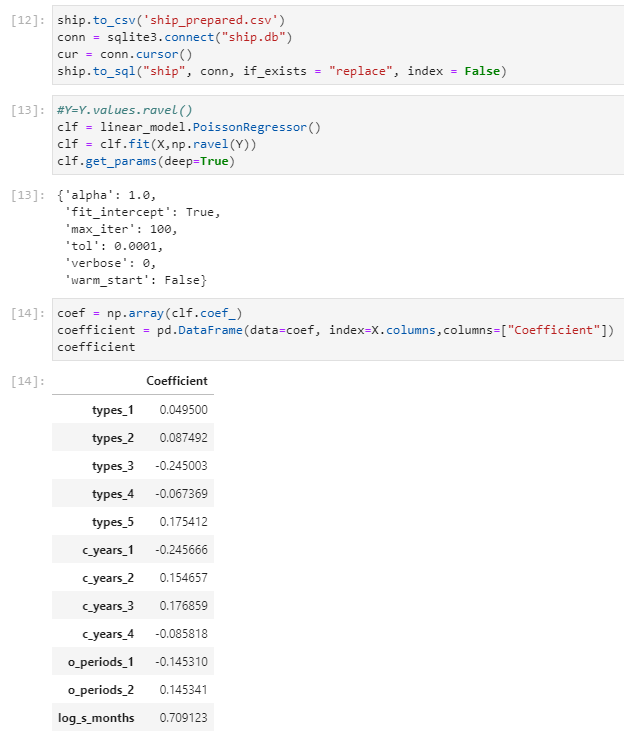 [12]: ship.to_csv('ship_prepared.csv')
conn = sqlite3.connect("ship.db")
cur = conn.cursor()
ship.to_sql("ship", conn, if_exists = "replace", index = False)
[13]: #Y=Y.values.ravel()
clf = linear_model.PoissonRegressor()
clf = clf.fit(X,np.ravel(Y))
clf.get_params(deep=True)
[13]: {'alpha': 1.0,
'fit_intercept': True,
'max_iter': 100,
'tol': 0.0001,
'verbose': 0,
'warm_start': False}
[14]: coef = np.array(clf.coef_)
coefficient = pd.DataFrame(data=coef, index=X.columns,columns=["Coefficient"])
coefficient
[14]: Coefficient
types_1 0.049500
types_2 0.087492
types_3 -0.245003
types_4 -0.067369
types_5 0.175412
c_years_1 -0.245666
c_years_2 0.154657
c_years_3 0.176859
c_years_4 -0.085818
o_periods_1 -0.145310
o_periods_2 0.145341
log_s_months 0.709123